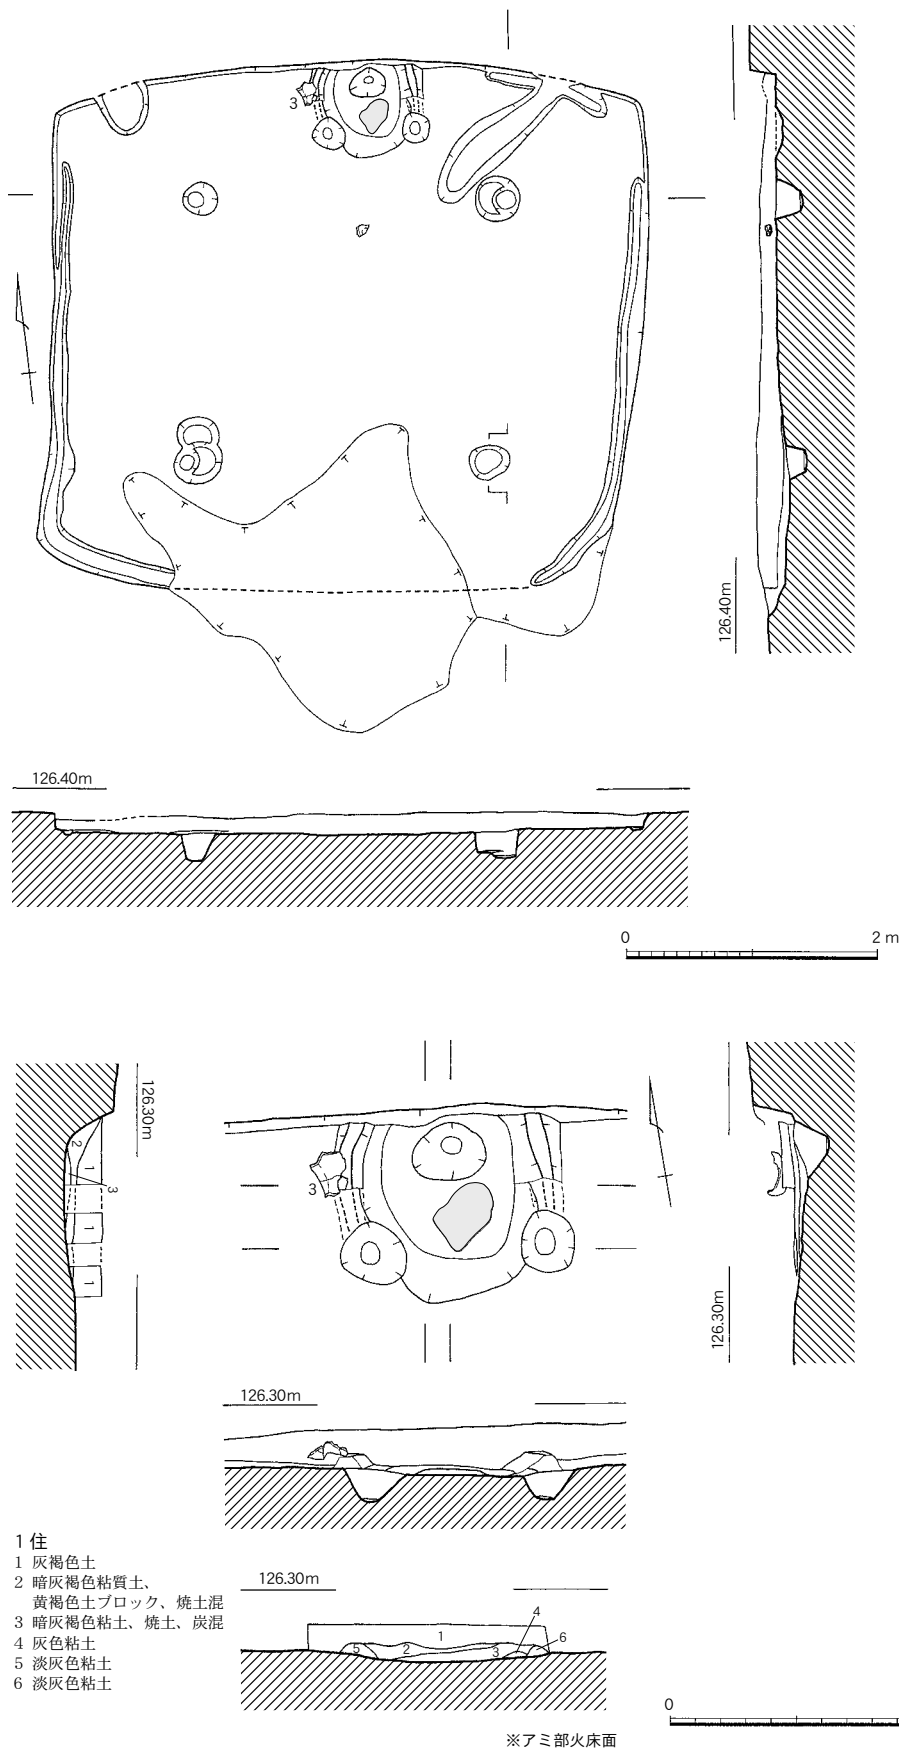 3
126.40m
126.40m
0 2 m
126.30m
2
1
3
1
1
3
126.30m
126.30m
1住
1 灰褐色土
2 暗灰褐色粘質土、
黄褐色土ブロック、焼土混
3 暗灰褐色粘土、焼土、炭混
4 灰色粘土
5 淡灰色粘土
6 淡灰色粘土
126.30m
4
1
6
5
2
3
0
※アミ部火床面